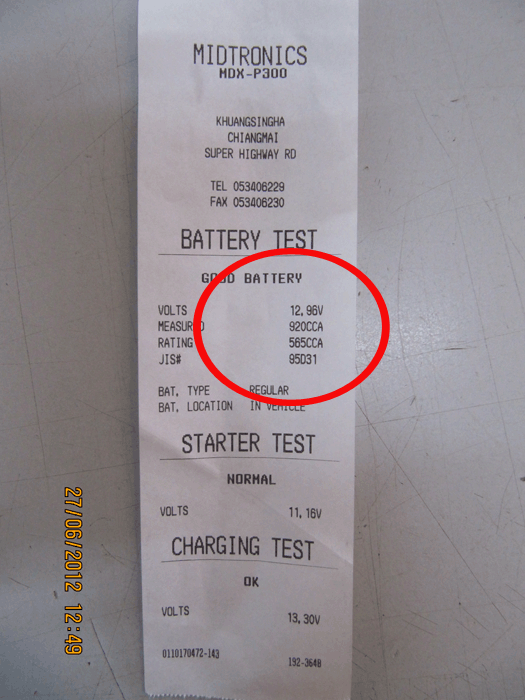 MIDTRONICS
MDX-P300
KHUANGSINGHA
CHIANGMAI
SUPER HIGHWAY RD
TEL 053406229
FAX 053406230
BATTERY TEST
GOOD BATTERY
VOLTS 12.96V
MEASURED 920CCA
RATING 565CCA
JIS# 95D31
BAT. TYPE REGULAR
BAT. LOCATION IN VEHICLE
STARTER TEST
NORMAL
VOLTS 11.16V
CHARGING TEST
OK
VOLTS 13.30V
0110170472-143 192-364B
27/06/2012 12:49